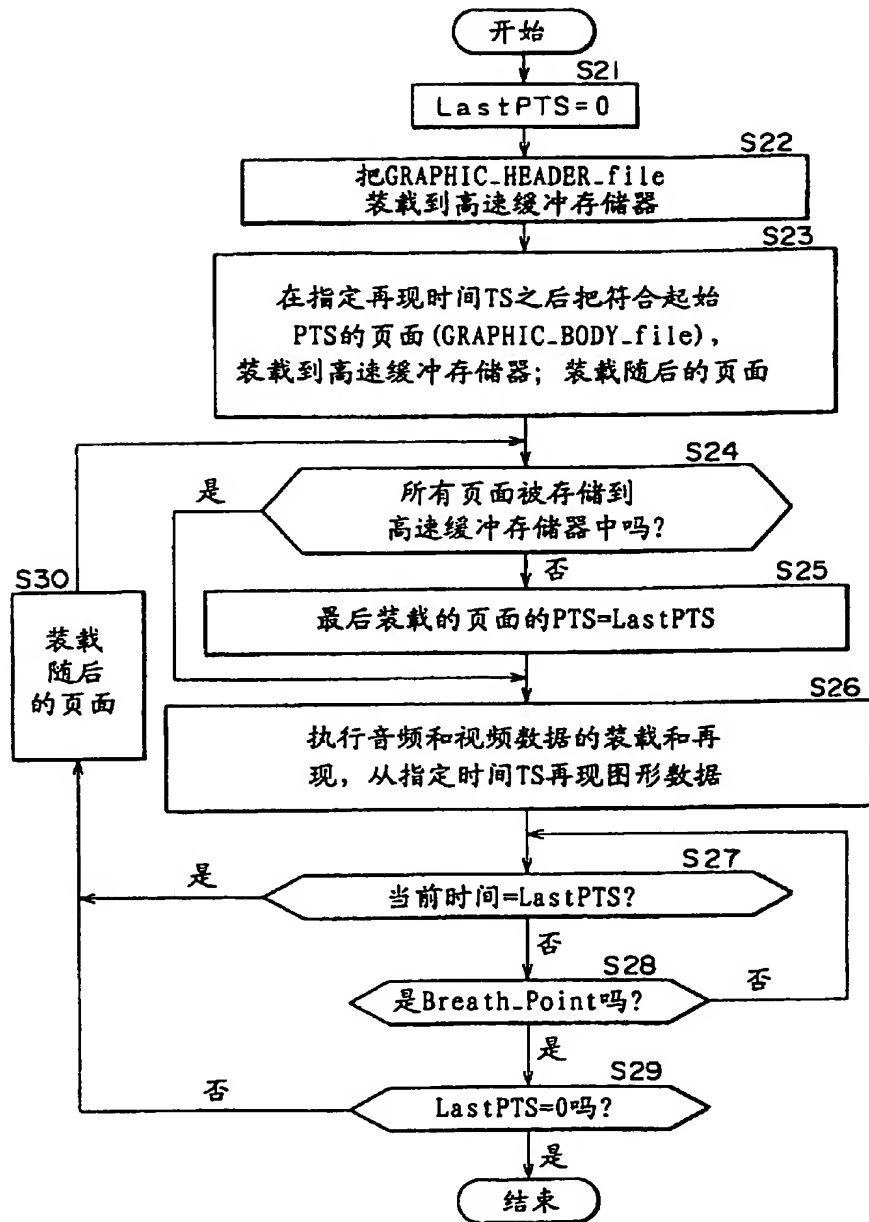 开始
S21
LastPTS=0
S22
把GRAPHIC_HEADER_file
装载到高速缓冲存储器
S23
在指定再现时间TS之后把符合起始
PTS的页面(GRAPHIC_BODY_file),
装载到高速缓冲存储器; 装载随后的页面
S24
是
所有页面被存储到
高速缓冲存储器中吗?
否
S25
最后装载的页面的PTS=LastPTS
S30
装载
随后
的页面
S26
执行音频和视频数据的装载和再
现, 从指定时间TS再现图形数据
S27
是
当前时间=LastPTS?
否
S28
是Breath_Point吗?
否
是
S29
否
LastPTS=0吗?
是
结束